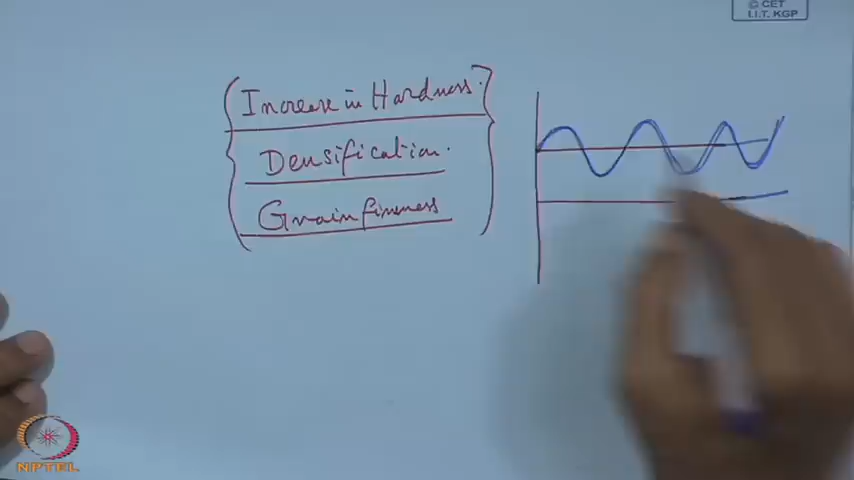 © CET
I.I.T. KGP
Increase in Hardness.
Densification.
Grain fineness
NPTEL